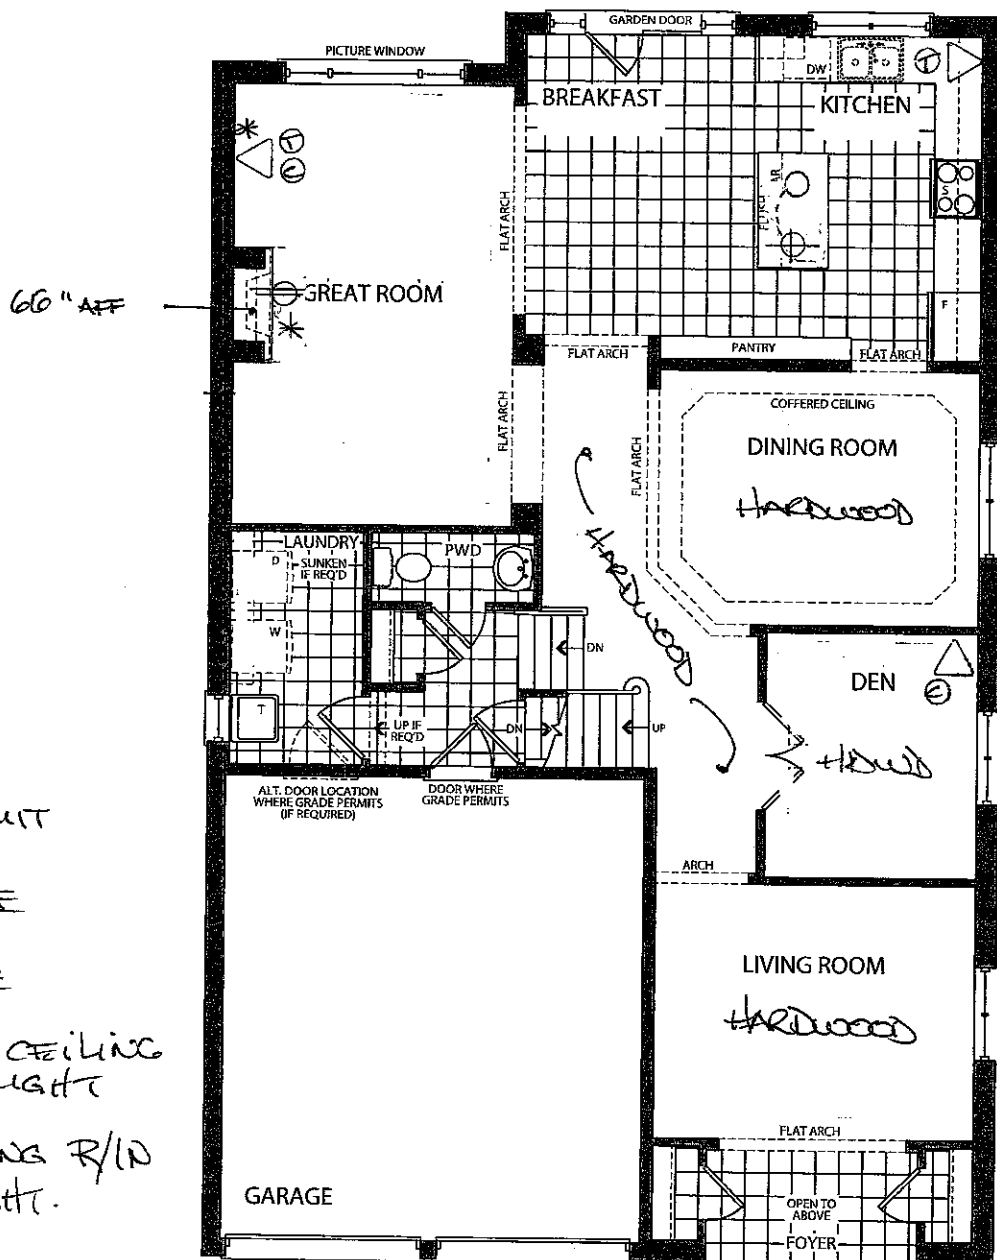 GARDEN DOOR
PICTURE WINDOW
DW
T
BREAKFAST
KITCHEN
T
C
FLAT ARCH
S
66" AFF
GREAT ROOM
F
FLAT ARCH
PANTRY
FLAT ARCH
COFFERED CEILING
FLAT ARCH
FLAT ARCH
DINING ROOM
HARDWOOD
HARDWOOD
LAUNDRY
SUNKEN
IF REQ'D
D
PWD
W
DN
DEN
C
T
UP IF
REQ'D
DN
UP
HDWD
ALT. DOOR LOCATION
WHERE GRADE PERMITS
(IF REQUIRED)
DOOR WHERE
GRADE PERMITS
ARCH
LIVING ROOM
HARDWOOD
CEILING
FLAT ARCH
R/IN
GARAGE
OPEN TO
ABOVE
FOYER